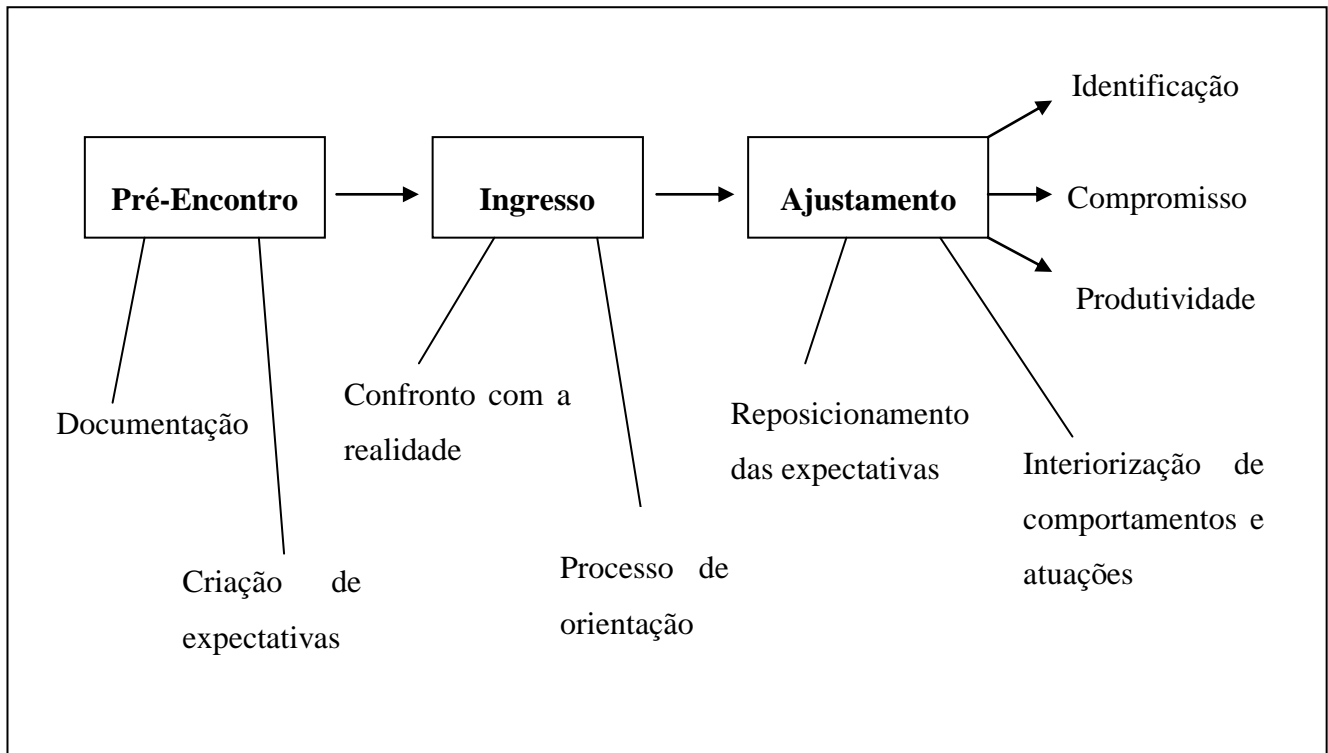 Identificação
Pré-Encontro
Ingresso
Ajustamento
Compromisso
Produtividade
Documentação
Confronto com a
realidade
Reposicionamento
das expectativas
Interiorização de
comportamentos e
atuações
Criação de
expectativas
Processo de
orientação